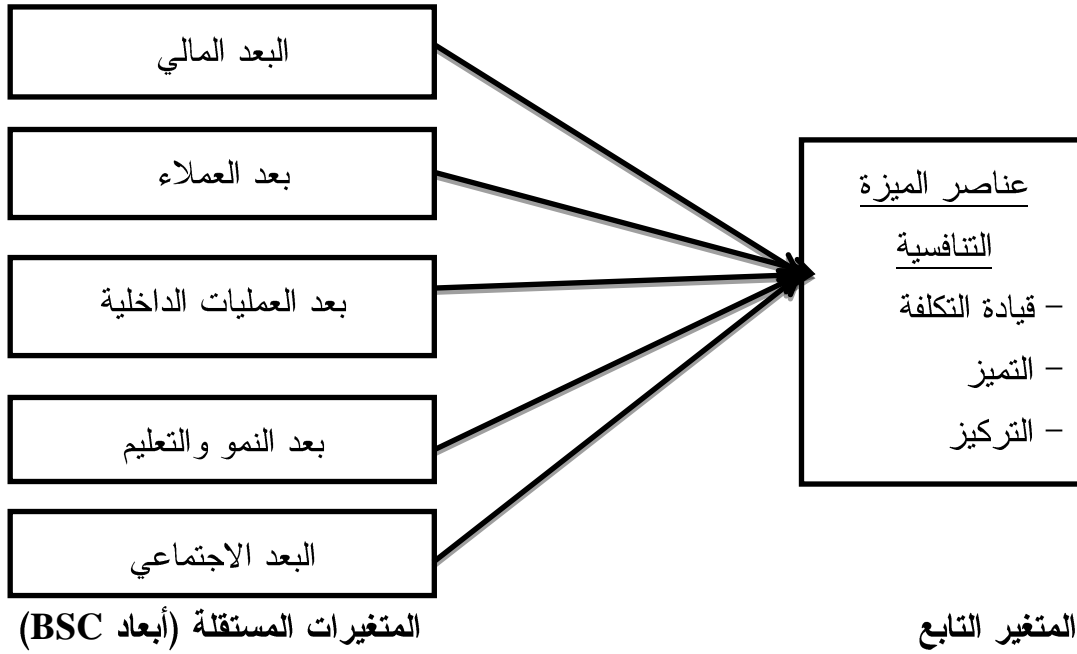 البعد المالي
بعد العملاء
بعد العمليات الداخلية
بعد النمو والتعليم
البعد الاجتماعي
عناصر الميزة
التنافسية
- قيادة التكلفة
- التميز
- التركيز
المتغيرات المستقلة (أبعاد BSC)
المتغير التابع